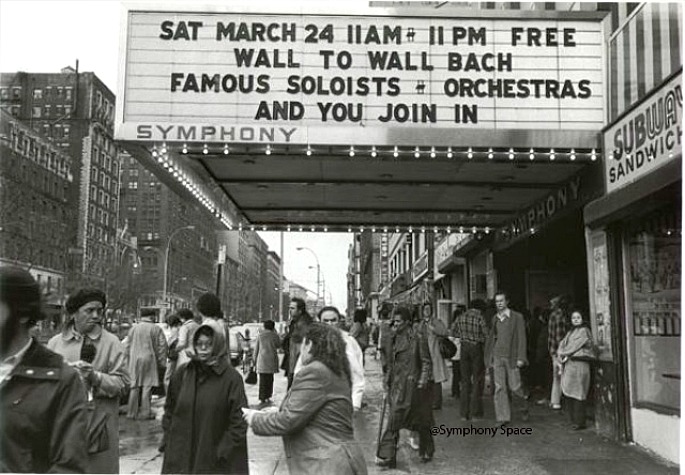 SAT MARCH 24 11AM - 11PM FREE
WALL TO WALL BACH
FAMOUS SOLOISTS - ORCHESTRAS
AND YOU JOIN IN
SYMPHONY
SYMPHONY
SUBWAY
SANDWICH
@Symphony Space